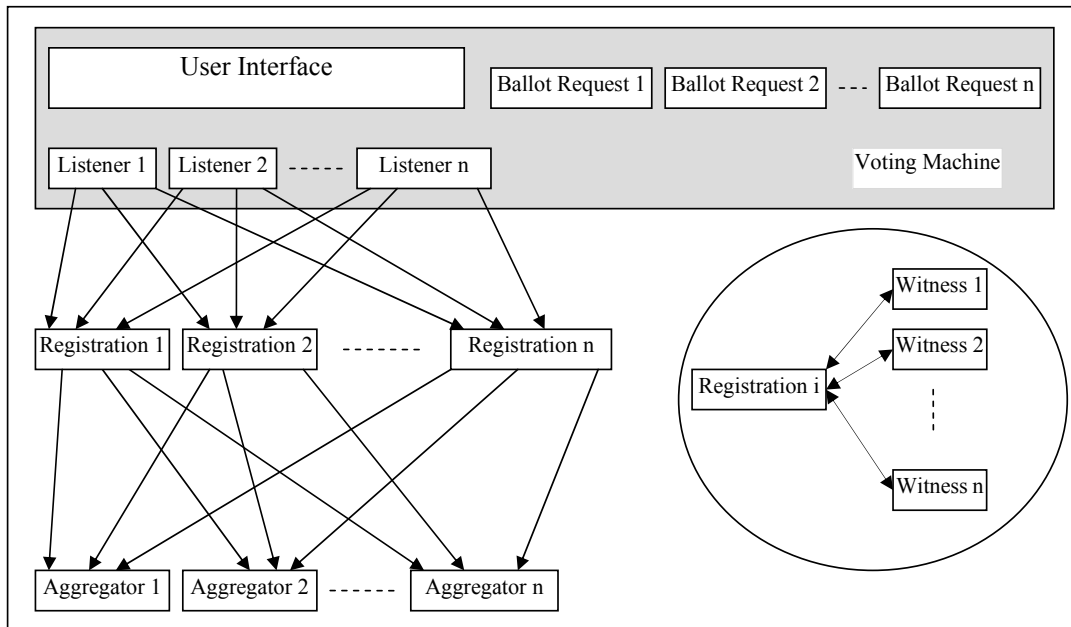 User Interface
Ballot Request 1
Ballot Request 2
Ballot Request n
Listener 1
Listener 2
Listener n
Voting Machine
Witness 1
Registration 1
Registration 2
Registration n
Witness 2
Registration i
Witness n
Aggregator 1
Aggregator 2
Aggregator n